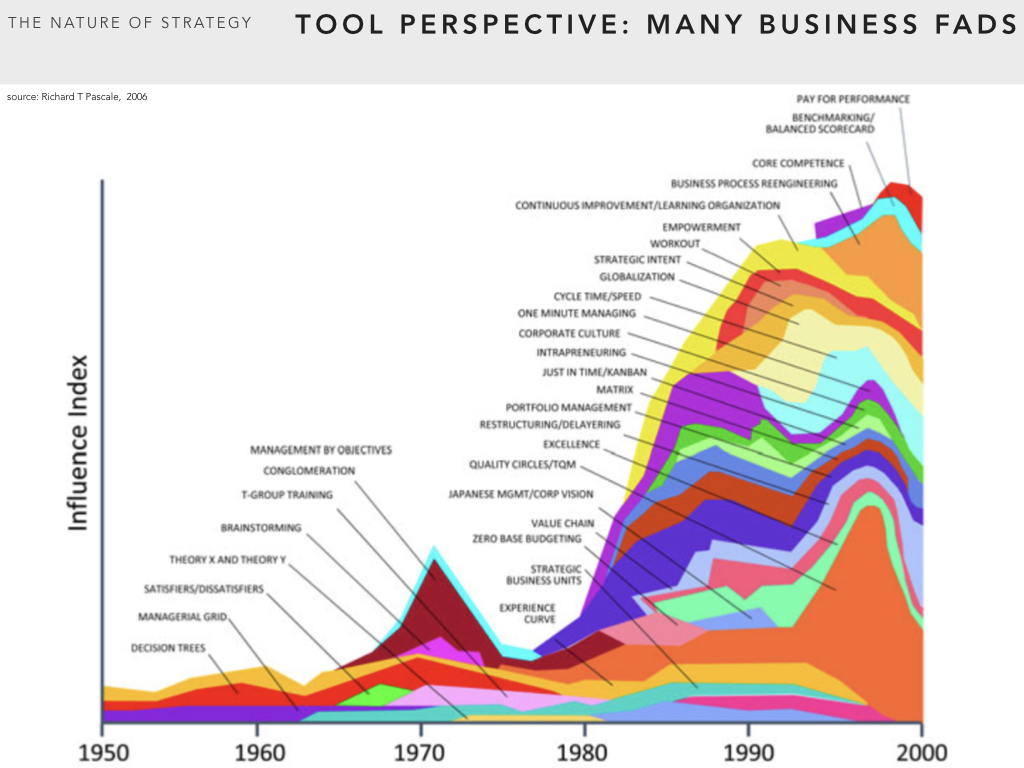 THE NATURE OF STRATEGY
TOOL PERSPECTIVE: MANY BUSINESS FADS
source: Richard T Pascale, 2006
PAY FOR PERFORMANCE
BENCHMARKING/
BALANCED SCORECARD
CORE COMPETENCE
BUSINESS PROCESS REENGINEERING
CONTINUOUS IMPROVEMENT/LEARNING ORGANIZATION
EMPOWERMENT
WORKOUT
STRATEGIC INTENT
GLOBALIZATION
CYCLE TIME/SPEED
ONE MINUTE MANAGING
CORPORATE CULTURE
INTRAPRENEURING
JUST IN TIME/KANBAN
MATRIX
PORTFOLIO MANAGEMENT
RESTRUCTURING/DELAYERING
EXCELLENCE
QUALITY CIRCLES/TQM
JAPANESE MGMT/CORP VISION
VALUE CHAIN
ZERO BASE BUDGETING
STRATEGIC
BUSINESS UNITS
EXPERIENCE
CURVE
MANAGEMENT BY OBJECTIVES
CONGLOMERATION
T-GROUP TRAINING
BRAINSTORMING
THEORY X AND THEORY Y
SATISFIERS/DISSATISFIERS
MANAGERIAL GRID
DECISION TREES
Influence Index
1950 1960 1970 1980 1990 2000